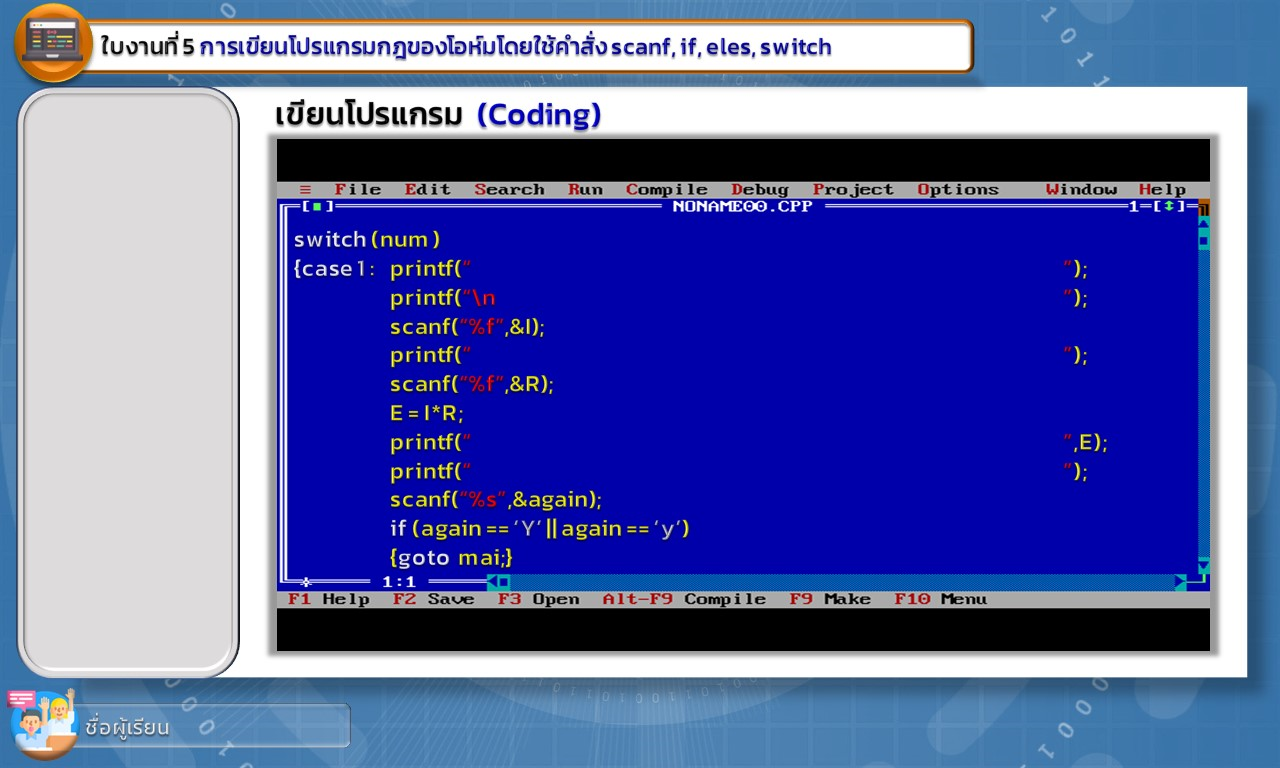 ใบงานที่ 5 การเขียนโปรแกรมกฎของโอห์มโดยใช้คำสั่ง scanf, if, eles, switch
เขียนโปรแกรม (Coding)
≡ File Edit Search Run Compile Debug Project Options Window Help
[■] NONAME00.CPP 1=[↕]
switch (num )
{case 1 : printf(“ ”);
printf(“\n ”);
scanf(“%f”,&I);
printf(“ ”);
scanf(“%f”,&R);
E = I*R;
printf(“ ”,E);
printf(“ ”);
scanf(“%s”,&again);
if (again == ‘Y’ || again == ‘y’)
{goto mai;}
* 1:1
F1 Help F2 Save F3 Open Alt-F9 Compile F9 Make F10 Menu
ชื่อผู้เรียน